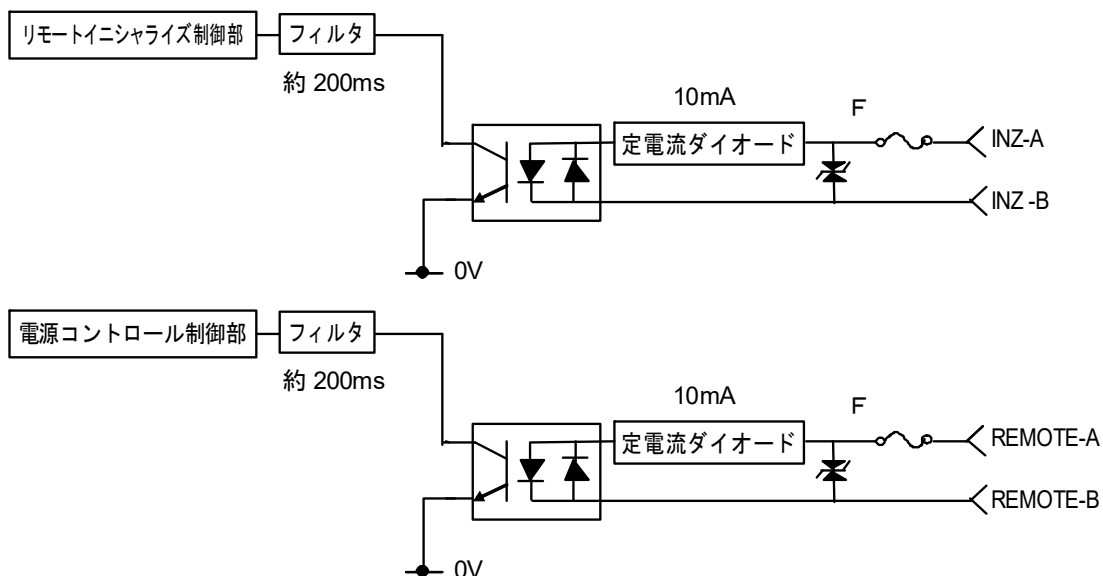 リモートイニシャライズ制御部
フィルタ
約 200ms
10mA
定電流ダイオード
F
INZ-A
INZ -B
0V
電源コントロール制御部
フィルタ
約 200ms
10mA
定電流ダイオード
F
REMOTE-A
REMOTE-B
0V